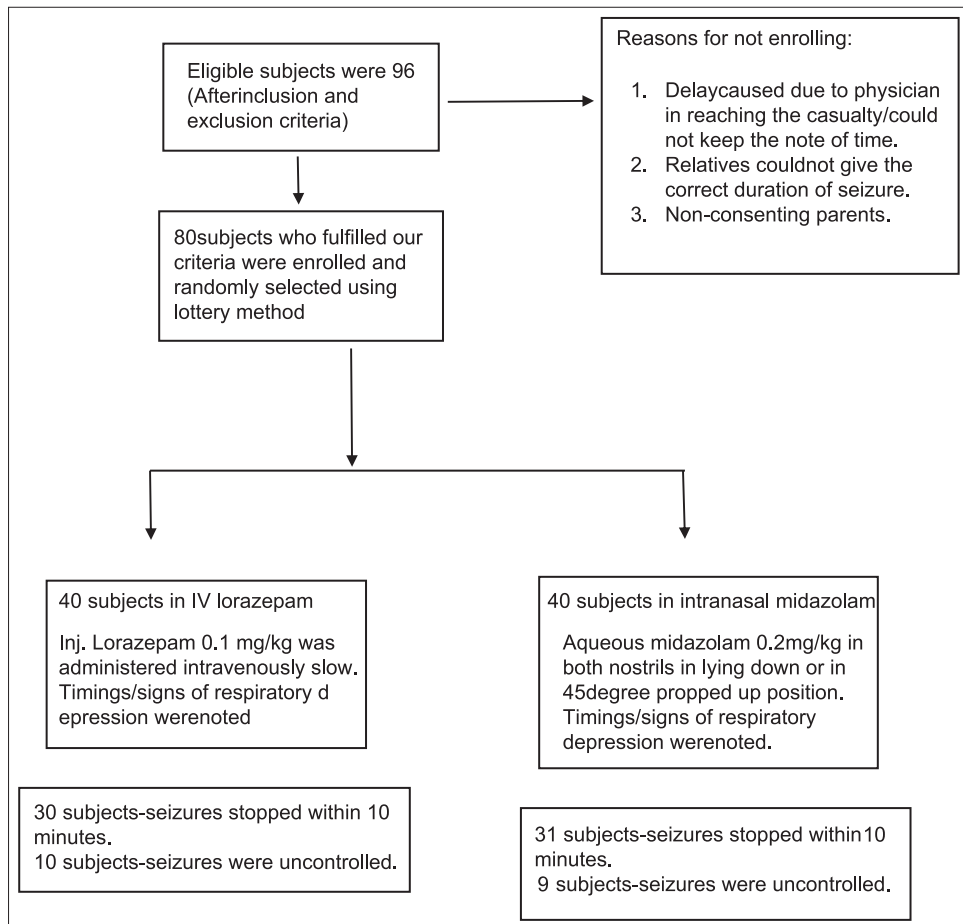 Eligible subjects were 96
(Afterinclusion and
exclusion criteria)
Reasons for not enrolling:
1. Delaycaused due to physician
in reaching the casualty/could
not keep the note of time.
2. Relatives couldnot give the
correct duration of seizure.
3. Non-consenting parents.
80subjects who fulfilled our
criteria were enrolled and
randomly selected using
lottery method
40 subjects in IV lorazepam
Inj. Lorazepam 0.1 mg/kg was
administered intravenously slow.
Timings/signs of respiratory d
epression werenoted
40 subjects in intranasal midazolam
Aqueous midazolam 0.2mg/kg in
both nostrils in lying down or in
45degree propped up position.
Timings/signs of respiratory
depression werenoted.
30 subjects-seizures stopped within 10
minutes.
10 subjects-seizures were uncontrolled.
31 subjects-seizures stopped within10
minutes.
9 subjects-seizures were uncontrolled.